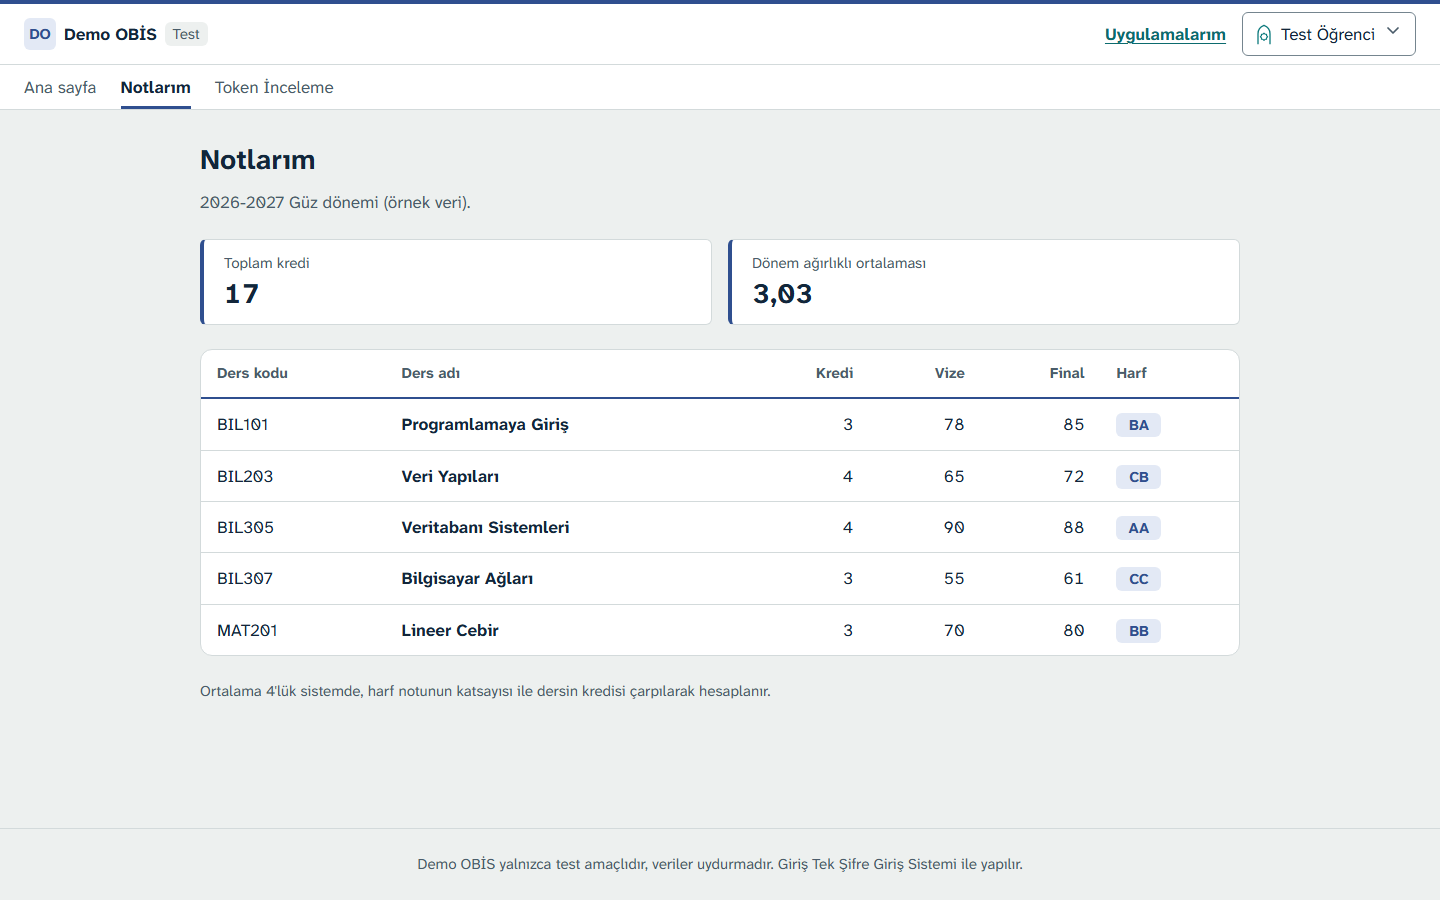 DO Demo OBİS Test Uygulamalarım Test Öğrenci
Ana sayfa Notlarım Token İnceleme
Notlarım
2026-2027 Güz dönemi (örnek veri).
Toplam kredi
17
Dönem ağırlıklı ortalaması
3,03
Ders kodu Ders adı Kredi Vize Final Harf
BIL101 Programlamaya Giriş 3 78 85 BA
BIL203 Veri Yapıları 4 65 72 CB
BIL305 Veritabanı Sistemleri 4 90 88 AA
BIL307 Bilgisayar Ağları 3 55 61 CC
MAT201 Lineer Cebir 3 70 80 BB
Ortalama 4'lük sistemde, harf notunun katsayısı ile dersin kredisi çarpılarak hesaplanır.
Demo OBİS yalnızca test amaçlıdır, veriler uydurmadır. Giriş Tek Şifre Giriş Sistemi ile yapılır.